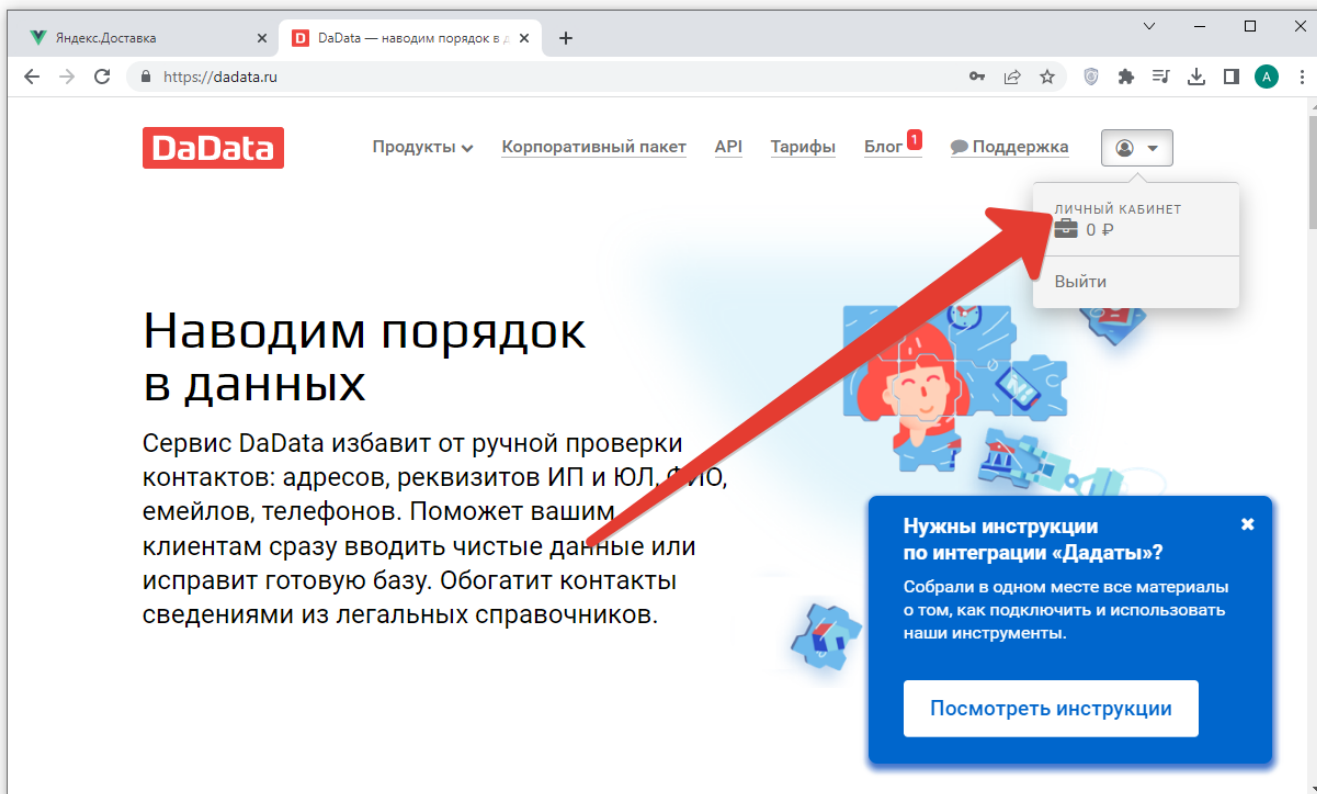 Яндекс.Доставка
DaData — наводим порядок в д
https://dadata.ru
A
DaData
Продукты
Корпоративный пакет
API
Тарифы
Блог 1
Поддержка
ЛИЧНЫЙ КАБИНЕТ
0 ₽
Выйти
Наводим порядок
в данных
Сервис DaData избавит от ручной проверки
контактов: адресов, реквизитов ИП и ЮЛ, ФИО,
емейлов, телефонов. Поможет вашим
клиентам сразу вводить чистые данные или
исправит готовую базу. Обогатит контакты
сведениями из легальных справочников.
Нужны инструкции
по интеграции «Дадаты»?
Собрали в одном месте все материалы
о том, как подключить и использовать
наши инструменты.
Посмотреть инструкции